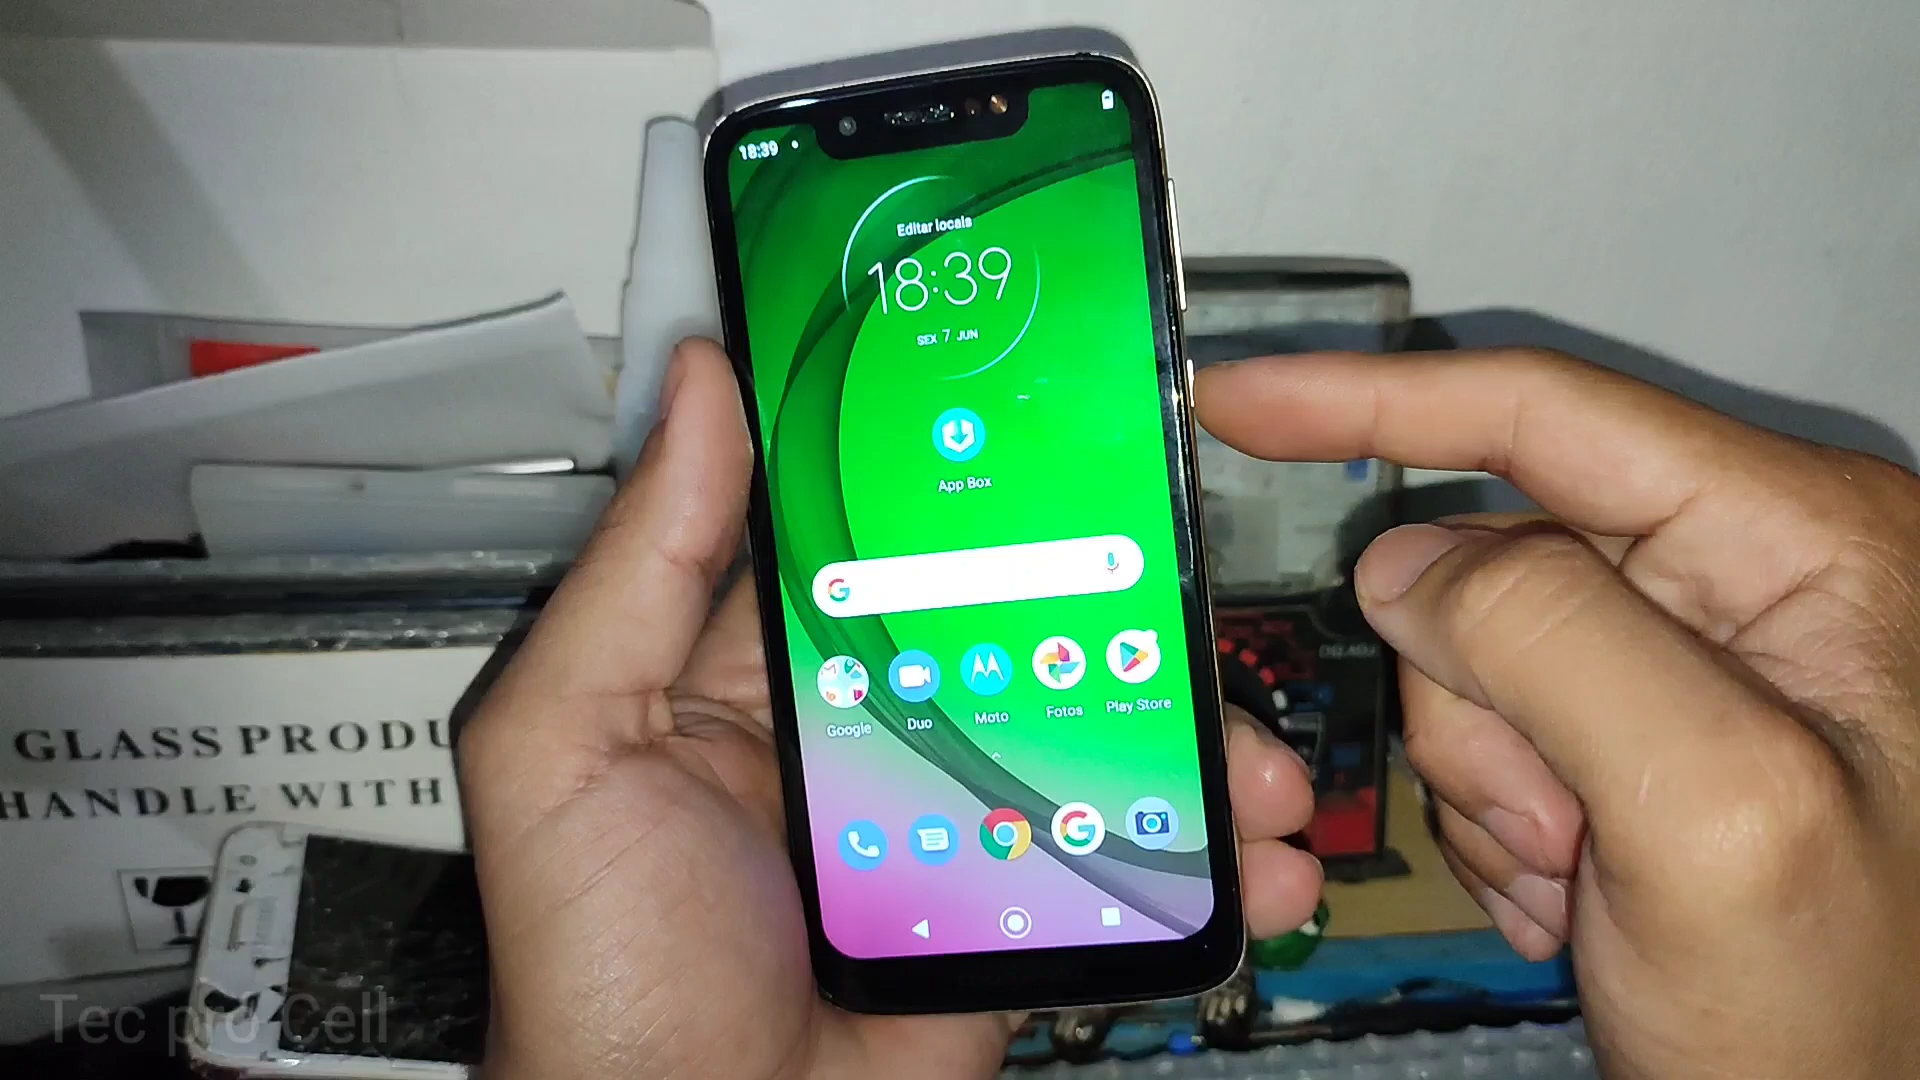 18:39
Editar locais
18:39
SEX 7 JUN
App Box
Google
Duo
Moto
Fotos
Play Store
GLASS PRODU
HANDLE WITH
Tec pro Cell